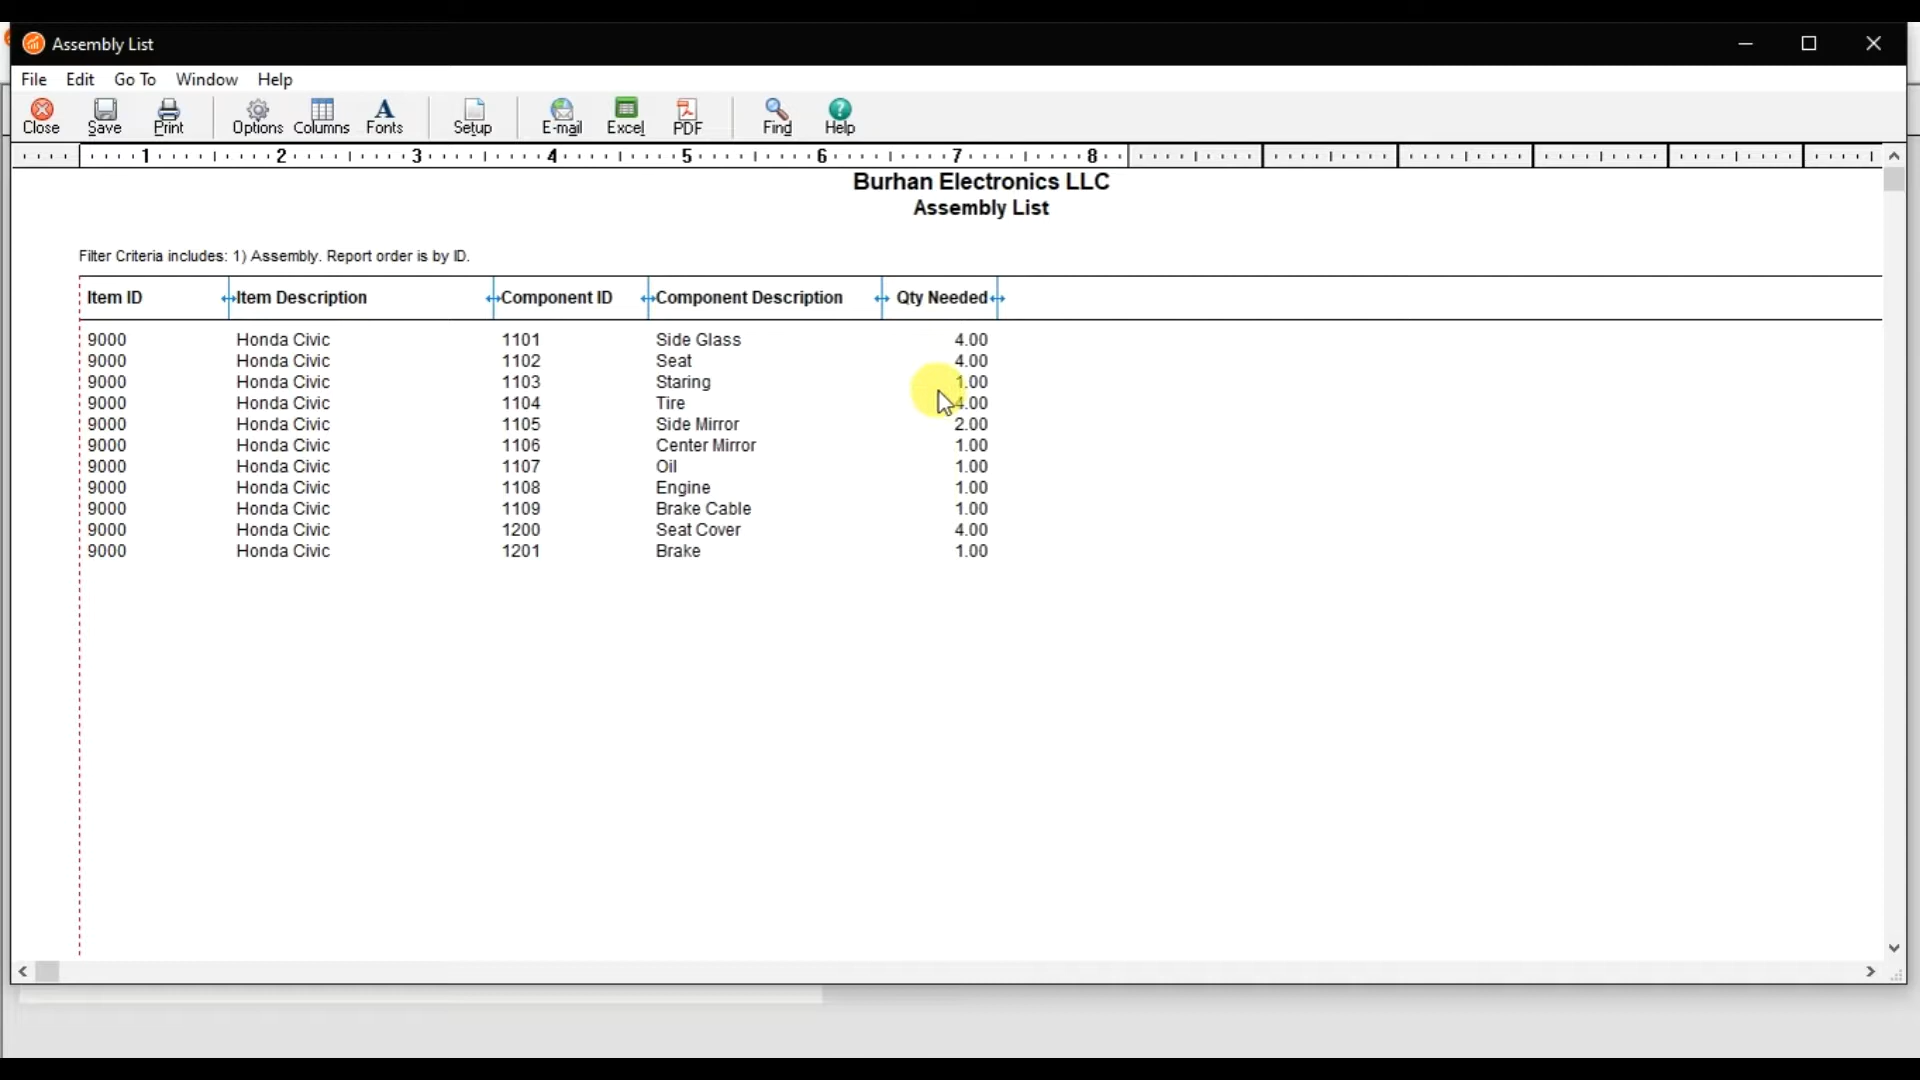 Assembly List
File Edit Go To Window Help
Close Save Print Options Columns Fonts Setup E-mail Excel PDF Find Help
1 2 3 4 5 6 7 8
Burhan Electronics LLC
Assembly List
Filter Criteria includes: 1) Assembly. Report order is by ID.
Item ID Item Description Component ID Component Description Qty Needed
9000 Honda Civic 1101 Side Glass 4.00
9000 Honda Civic 1102 Seat 4.00
9000 Honda Civic 1103 Staring 1.00
9000 Honda Civic 1104 Tire 4.00
9000 Honda Civic 1105 Side Mirror 2.00
9000 Honda Civic 1106 Center Mirror 1.00
9000 Honda Civic 1107 Oil 1.00
9000 Honda Civic 1108 Engine 1.00
9000 Honda Civic 1109 Brake Cable 1.00
9000 Honda Civic 1200 Seat Cover 4.00
9000 Honda Civic 1201 Brake 1.00